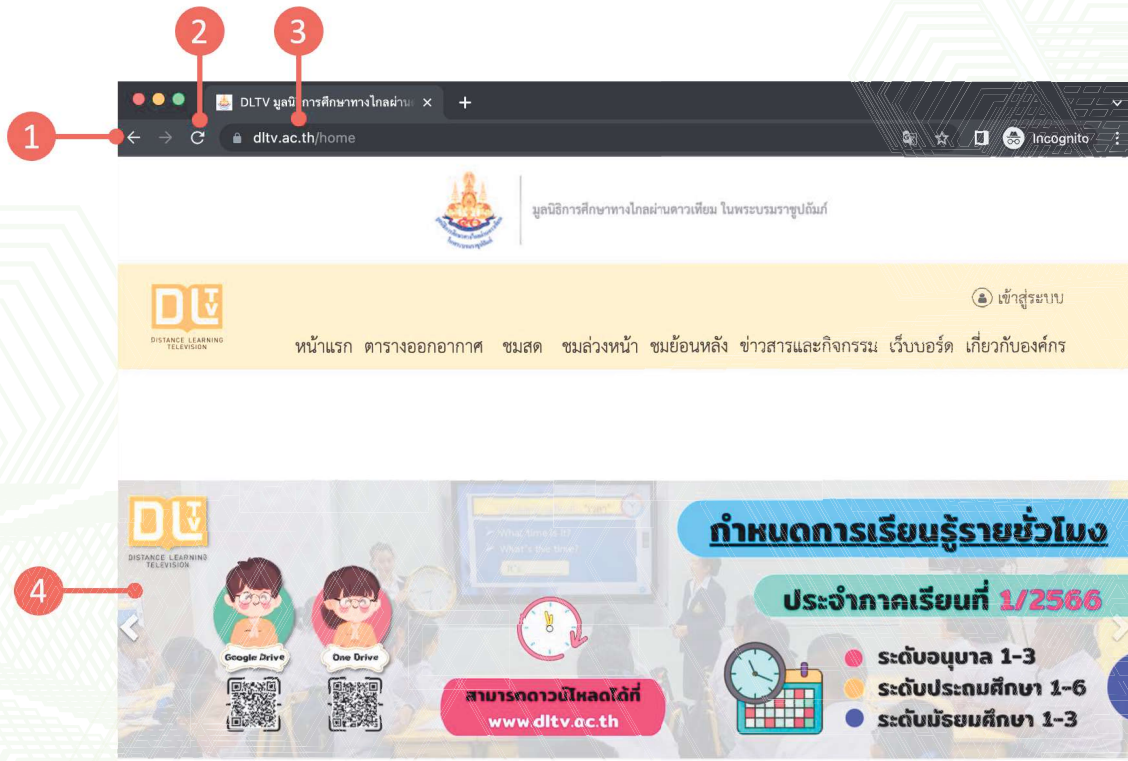 2 3
DLTV มูลนิธิการศึกษาทางไกลผ่าน
1
dltv.ac.th/home Incognito
มูลนิธิการศึกษาทางไกลผ่านดาวเทียม ในพระบรมราชูปถัมภ์
DLTV
DISTANCE LEARNING
TELEVISION
เข้าสู่ระบบ
หน้าแรก ตารางออกอากาศ ชมสด ชมล่วงหน้า ชมย้อนหลัง ข่าวสารและกิจกรรม เว็บบอร์ด เกี่ยวกับองค์กร
DLTV
DISTANCE LEARNING
TELEVISION
What time is it?
What's the time?
กำหนดการเรียนรู้รายชั่วโมง
4
ประจำภาคเรียนที่ 1/2566
Google Drive One Drive
สามารถดาวน์โหลดได้ที่
www.dltv.ac.th
ระดับอนุบาล 1-3
ระดับประถมศึกษา 1-6
ระดับมัธยมศึกษา 1-3